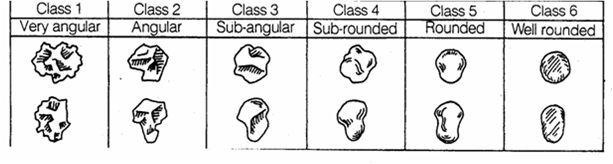 Class 1 Class 2 Class 3 Class 4 Class 5 Class 6
Very angular Angular Sub-angular Sub-rounded Rounded Well rounded